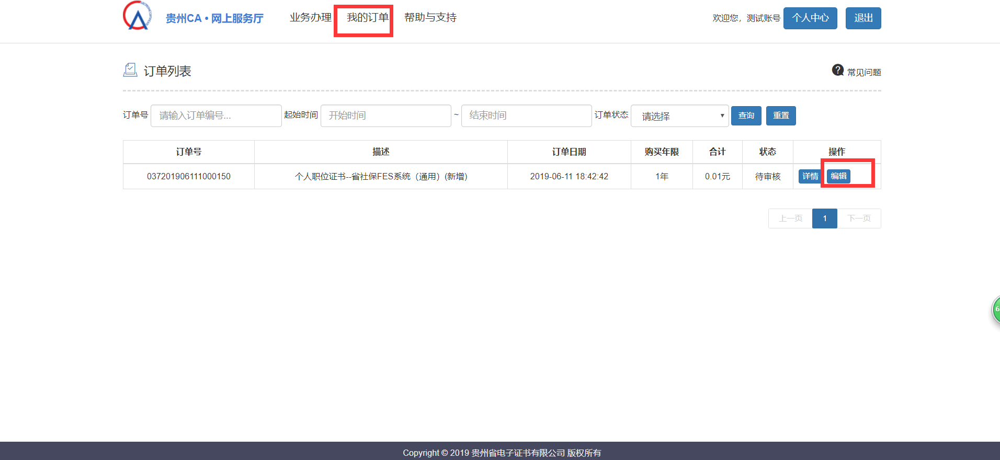 贵州CA • 网上服务厅 业务办理 我的订单 帮助与支持 欢迎您，测试账号 个人中心 退出
订单列表 常见问题
订单号 请输入订单编号... 起始时间 开始时间 ~ 结束时间 订单状态 请选择 查询 重置
订单号 描述 订单日期 购买年限 合计 状态 操作
037201906111000150 个人职位证书--省社保FES系统（通用）(新增) 2019-06-11 18:42:42 1年 0.01元 待审核 详情 编辑
上一页 1 下一页
6
Copyright © 2019 贵州省电子证书有限公司 版权所有